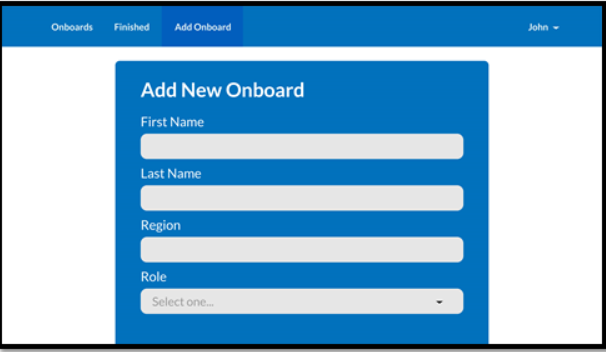 Onboards Finished Add Onboard John
Add New Onboard
First Name
Last Name
Region
Role
Select one...